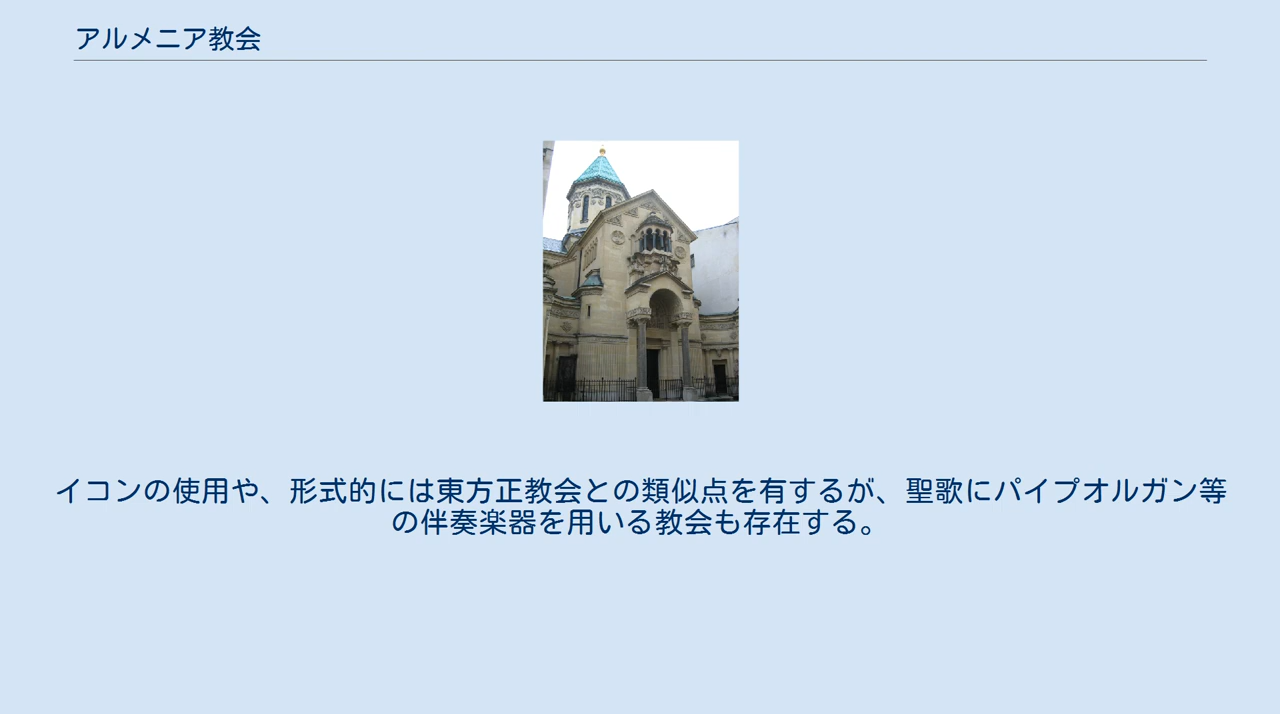 アルメニア教会
イコンの使用や、形式的には東方正教会との類似点を有するが、聖歌にパイプオルガン等
の伴奏楽器を用いる教会も存在する。